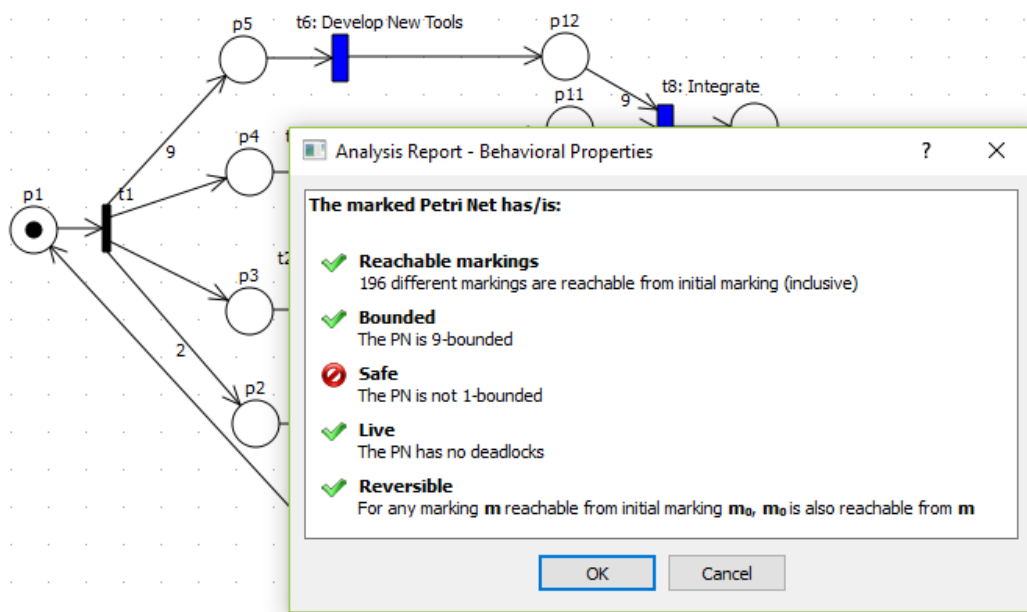 p5
t6: Develop New Tools
p12
p11
9
t8: Integrate
p4
9
p1
t1
p3
2
p2
Analysis Report - Behavioral Properties
?
The marked Petri Net has/is:
Reachable markings
196 different markings are reachable from initial marking (inclusive)
Bounded
The PN is 9-bounded
Safe
The PN is not 1-bounded
Live
The PN has no deadlocks
Reversible
For any marking m reachable from initial marking m₀, m₀ is also reachable from m
OK
Cancel